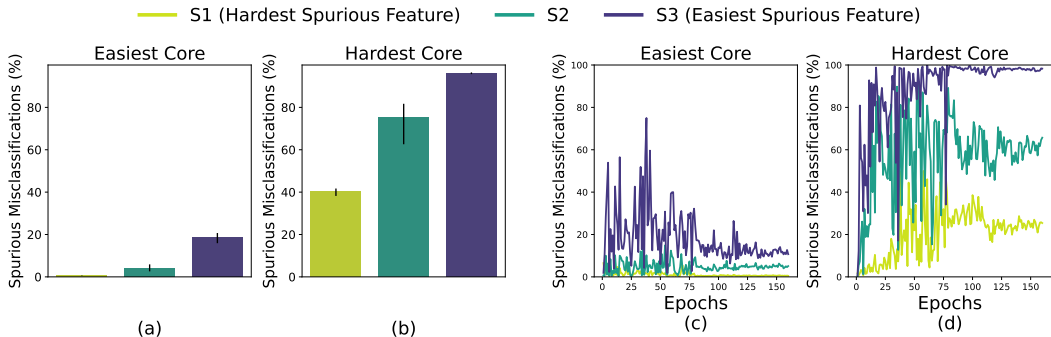 S1 (Hardest Spurious Feature) S2 S3 (Easiest Spurious Feature)
Easiest Core
Spurious Misclassifications (%)
0
20
40
60
80
(a)
Hardest Core
Spurious Misclassifications (%)
0
20
40
60
80
(b)
Easiest Core
Spurious Misclassifications (%)
0
20
40
60
80
100
0 25 50 75 100 125 150
Epochs
(c)
Hardest Core
Spurious Misclassifications (%)
0
20
40
60
80
100
0 25 50 75 100 125 150
Epochs
(d)